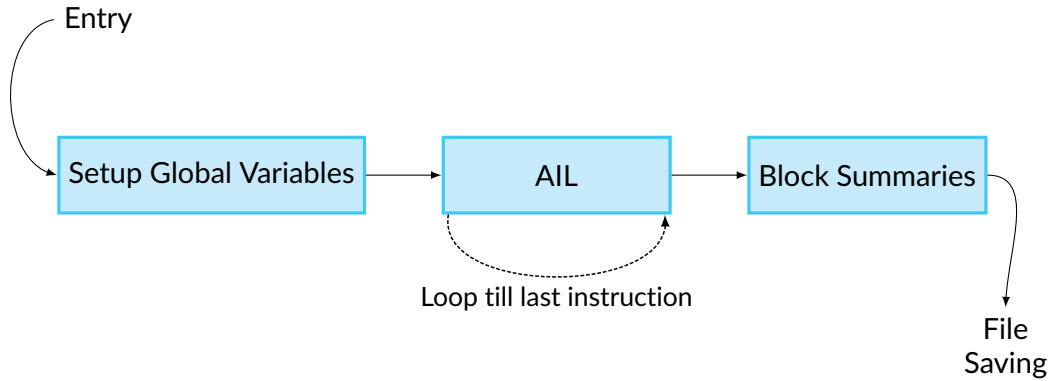 Entry
Setup Global Variables
AIL
Block Summaries
Loop till last instruction
File
Saving